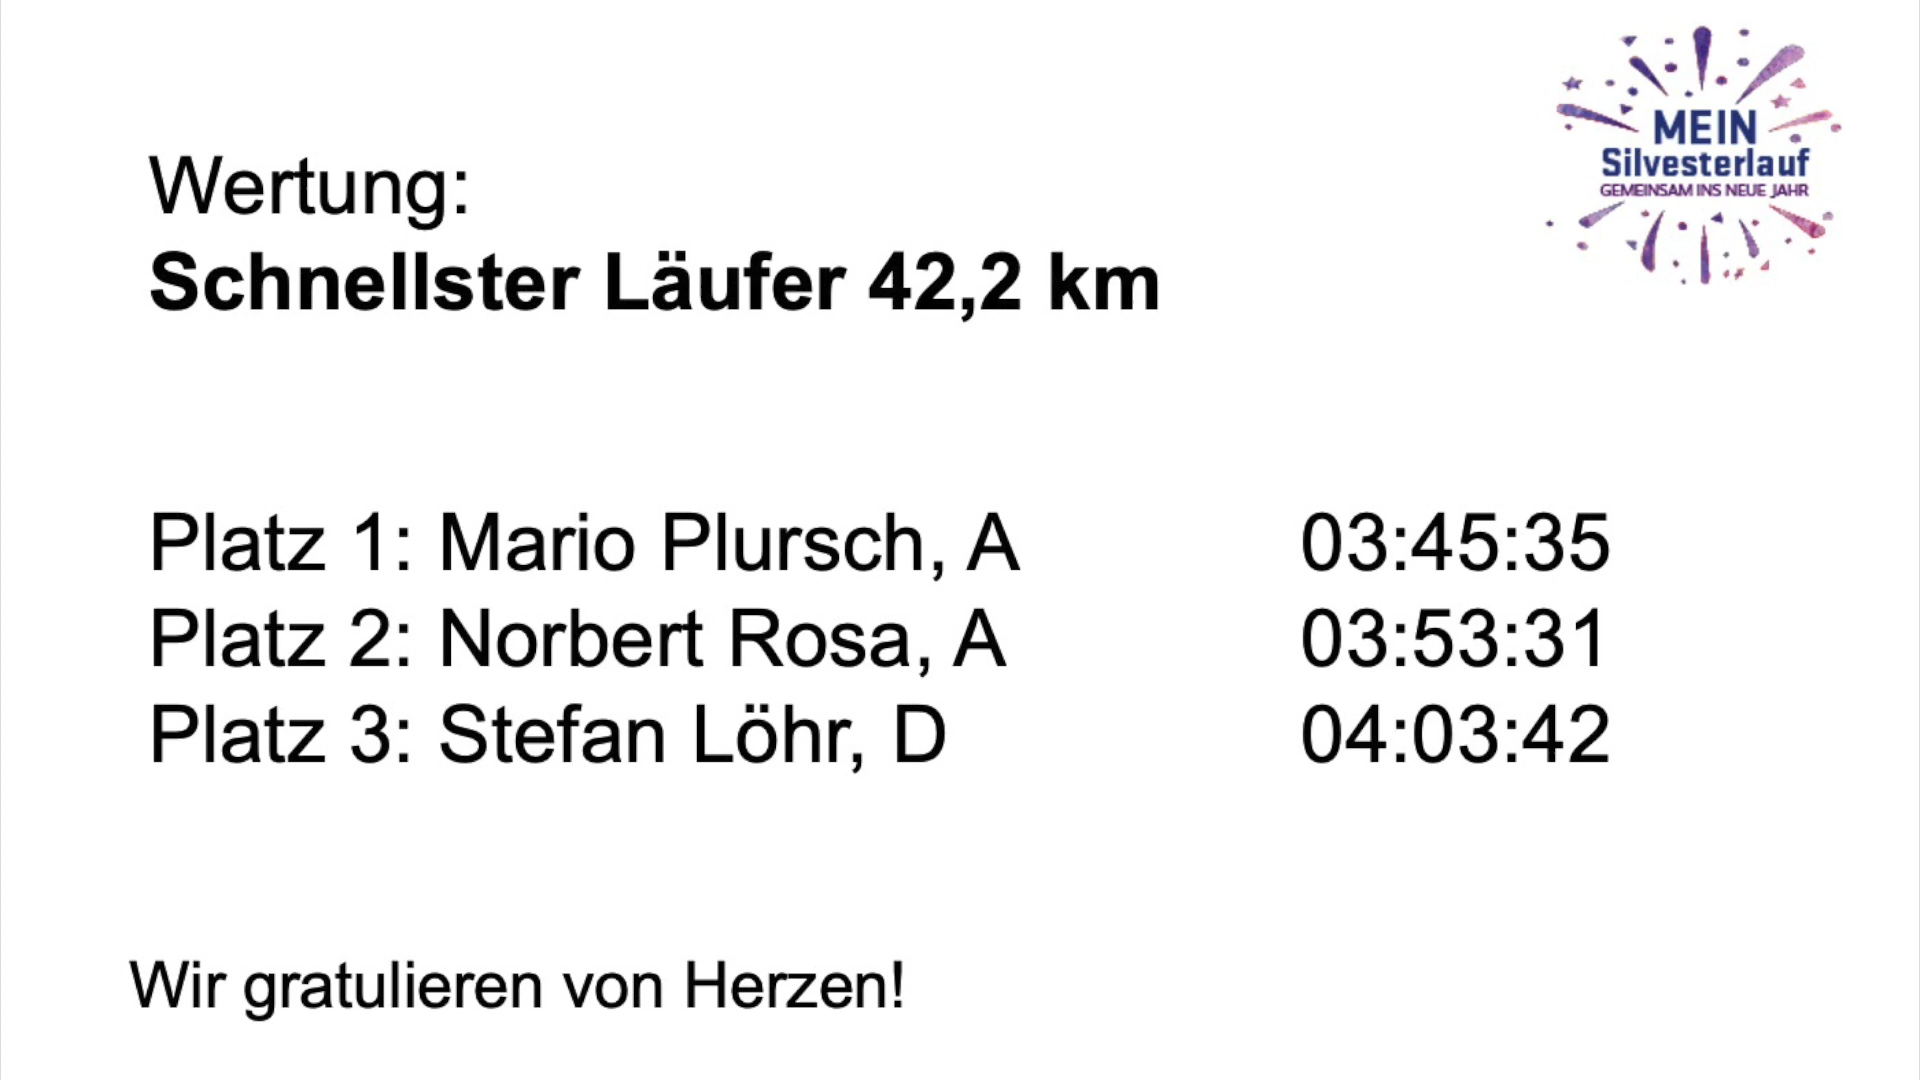 MEIN
Silvesterlauf
GEMEINSAM INS NEUE JAHR
Wertung:
Schnellster Läufer 42,2 km
Platz 1: Mario Plursch, A 03:45:35
Platz 2: Norbert Rosa, A 03:53:31
Platz 3: Stefan Löhr, D 04:03:42
Wir gratulieren von Herzen!